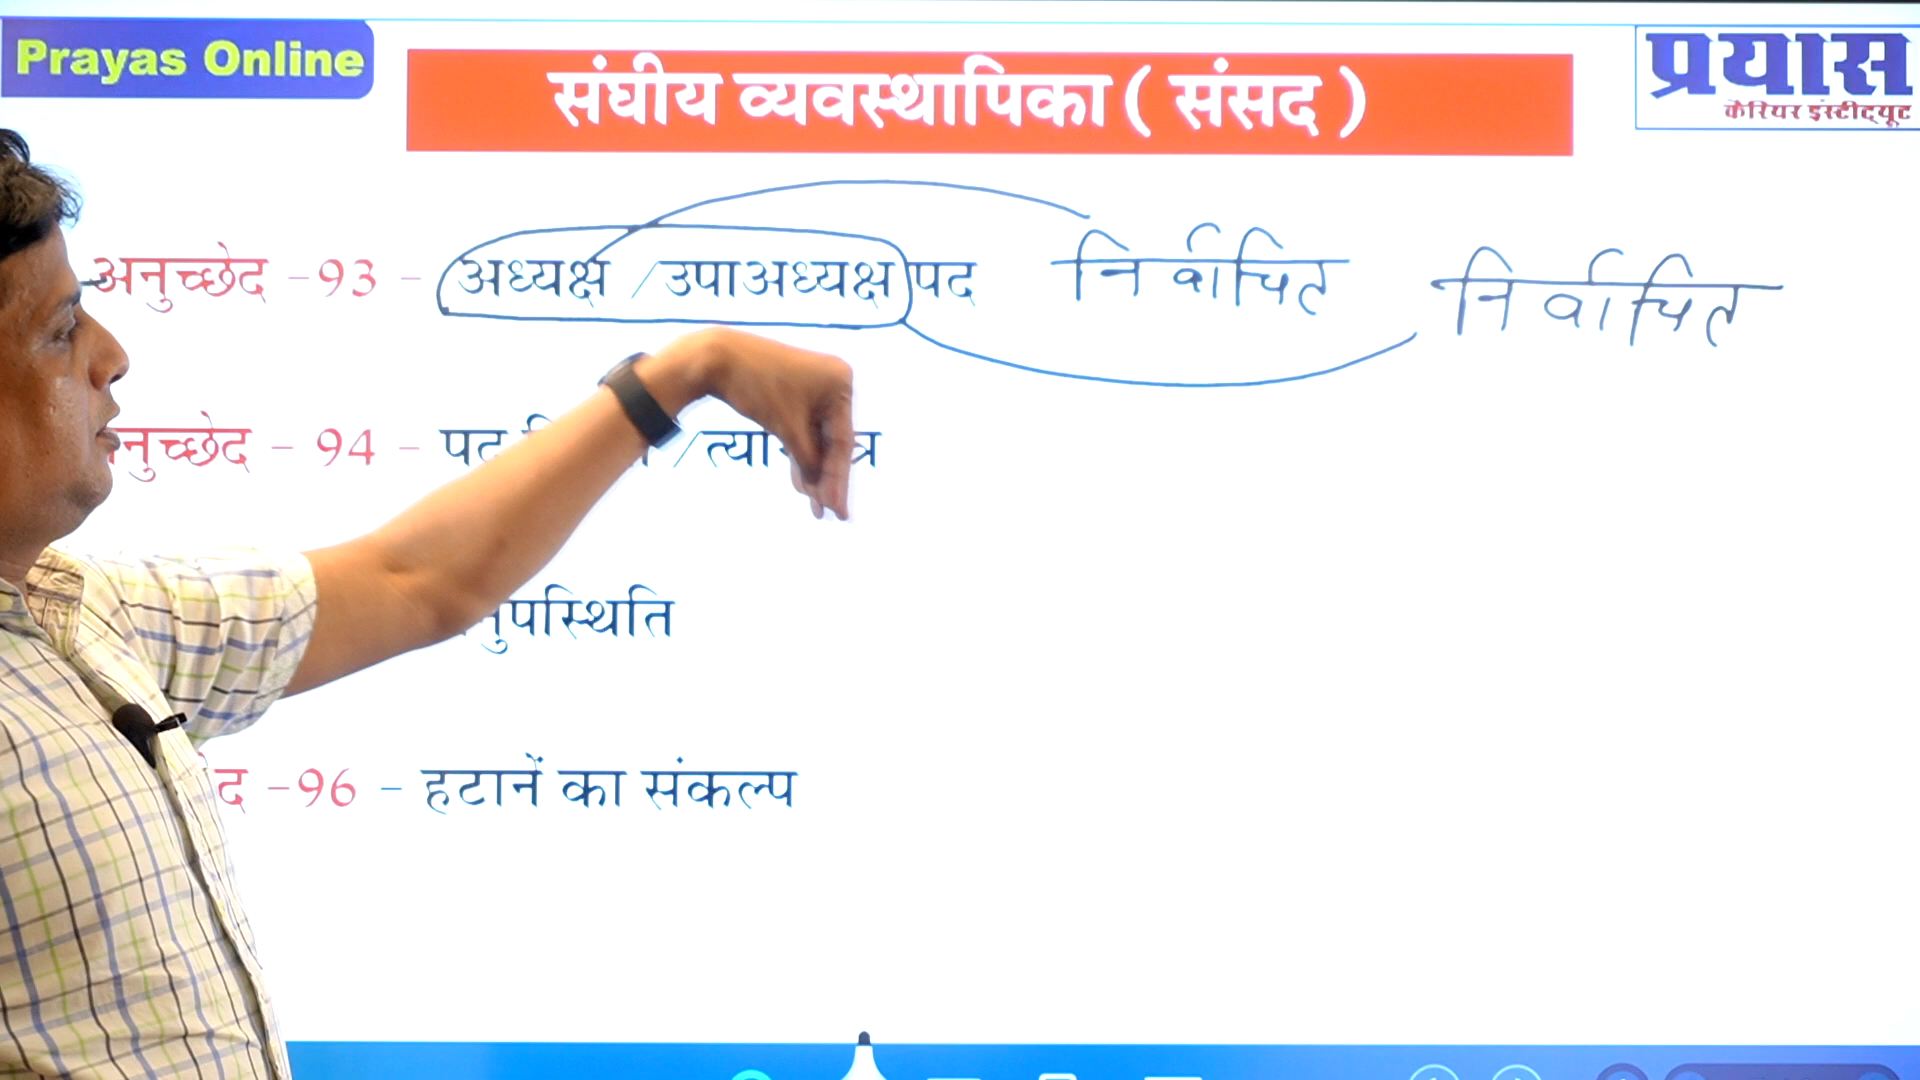 Prayas Online
संघीय व्यवस्थापिका ( संसद )
प्रयास
कैरियर इंस्टीट्यूट
अनुच्छेद -93 - अध्यक्ष /उपाअध्यक्ष पद निर्वाचित निर्वाचित
नुच्छेद - 94 - पद /त्या त्र
नुपस्थिति
द -96 - हटानें का संकल्प